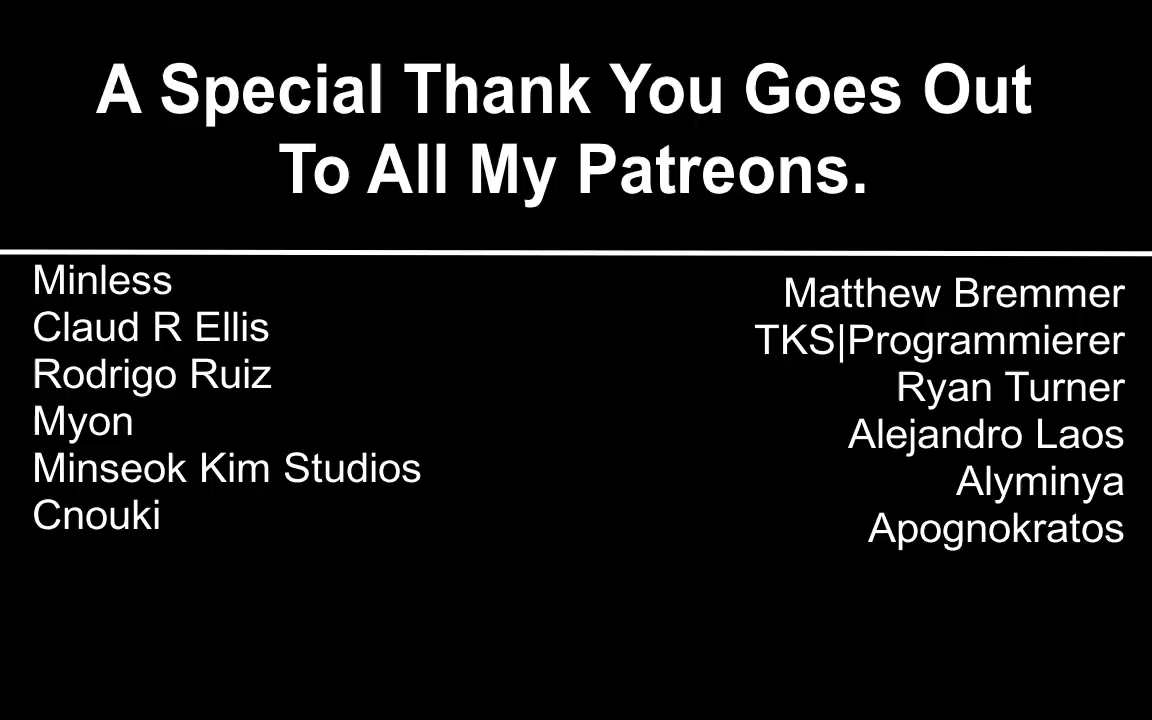 A Special Thank You Goes Out
To All My Patreons.
Minless
Claud R Ellis
Rodrigo Ruiz
Myon
Minseok Kim Studios
Cnouki
Matthew Bremmer
TKS|Programmierer
Ryan Turner
Alejandro Laos
Alyminya
Apognokratos